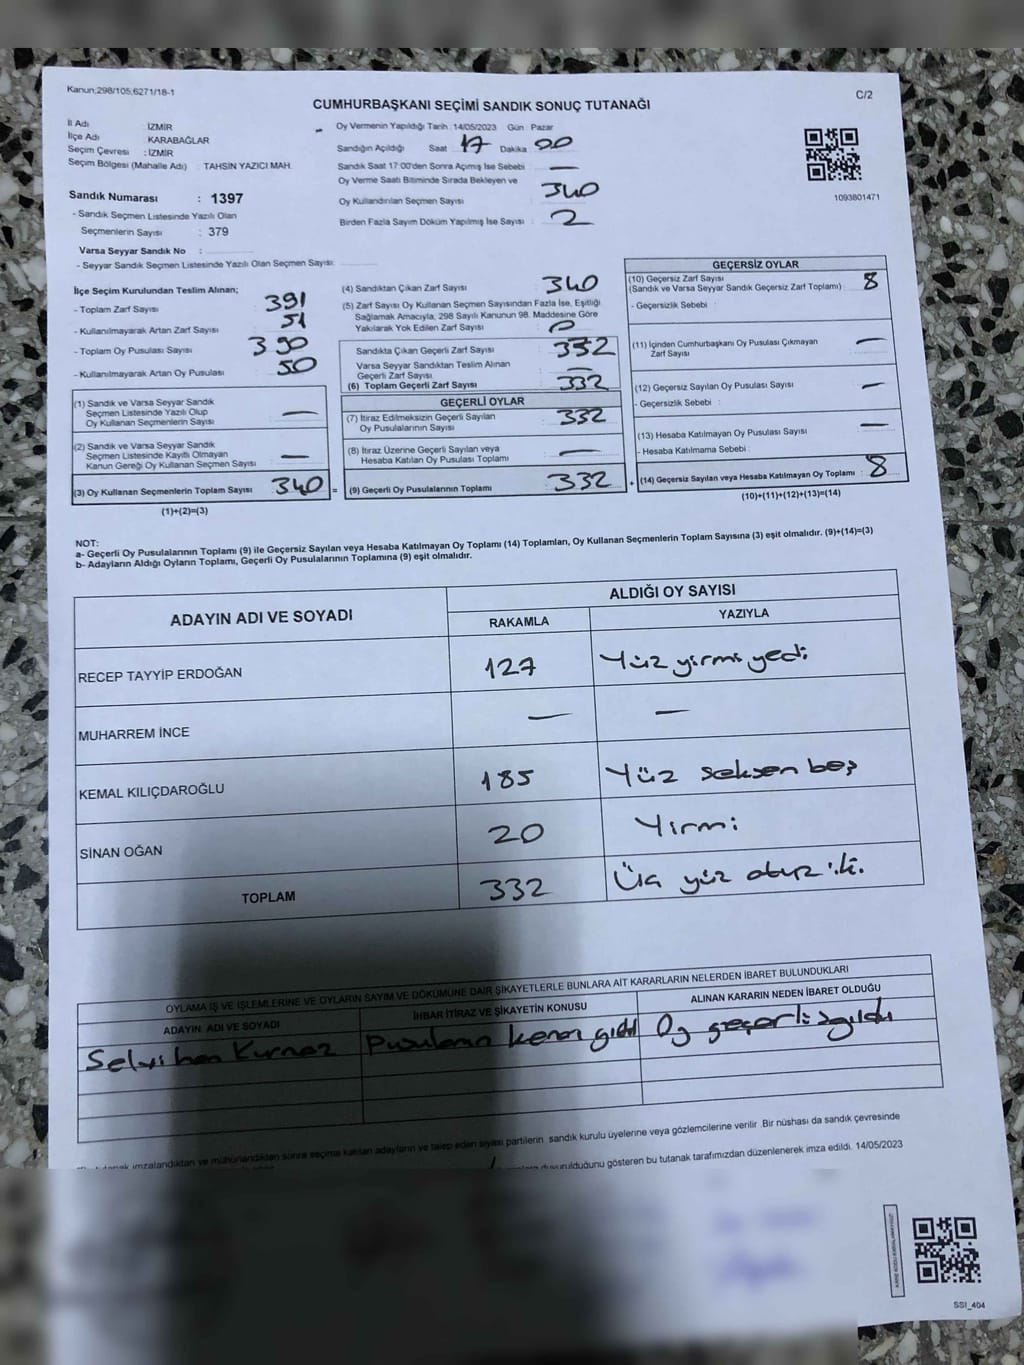 Kanun;298/105,6271/18-1
C/2
CUMHURBAŞKANI SEÇİMİ SANDIK SONUÇ TUTANAĞI
İl Adı : İZMİR
İlçe Adı KARABAĞLAR
Seçim Çevresi : İZMİR
Seçim Bölgesi (Mahalle Adı) : TAHSİN YAZICI MAH.
Sandık Numarası : 1397
- Sandık Seçmen Listesinde Yazılı Olan
Seçmenlerin Sayısı : 379
Varsa Seyyar Sandık No :
- Seyyar Sandık Seçmen Listesinde Yazılı Olan Seçmen Sayısı:
Oy Vermenin Yapıldığı Tarih : 14/05/2023 Gün Pazar
Sandığın Açıldığı Saat 17 Dakika 00
Sandık Saat 17:00'den Sonra Açımış İse Sebebi : —
Oy Verme Saati Bitiminde Sırada Bekleyen ve
Oy Kullandırılan Seçmen Sayısı : 340
Birden Fazla Sayım Döküm Yapılmış İse Sayısı : 2
1093801471
İlçe Seçim Kurulundan Teslim Alınan;
- Toplam Zarf Sayısı : 391
- Kullanılmayarak Artan Zarf Sayısı : 51
- Toplam Oy Pusulası Sayısı : 390
- Kullanılmayarak Artan Oy Pusulası : 50
(1) Sandık ve Varsa Seyyar Sandık
Seçmen Listesinde Yazılı Olup
Oy Kullanan Seçmenlerin Sayısı : —
(2) Sandık ve Varsa Seyyar Sandık
Seçmen Listesinde Kayıtlı Olmayan
Kanun Gereği Oy Kullanan Seçmen Sayısı : —
(3) Oy Kullanan Seçmenlerin Toplam Sayısı : 340 =
(1)+(2)=(3)
(4) Sandıktan Çıkan Zarf Sayısı : 340
(5) Zarf Sayısı Oy Kullanan Seçmen Sayısından Fazla İse, Eşitliği
Sağlamak Amacıyla, 298 Sayılı Kanunun 98. Maddesine Göre
Yakılarak Yok Edilen Zarf Sayısı : 0
Sandıkta Çıkan Geçerli Zarf Sayısı : 332
Varsa Seyyar Sandıktan Teslim Alınan
Geçerli Zarf Sayısı : —
(6) Toplam Geçerli Zarf Sayısı : 332
GEÇERLİ OYLAR
(7) İtiraz Edilmeksizin Geçerli Sayılan
Oy Pusulalarının Sayısı : 332
(8) İtiraz Üzerine Geçerli Sayılan veya
Hesaba Katılan Oy Pusulası Toplamı : —
(9) Geçerli Oy Pusulalarının Toplamı : 332 +
GEÇERSİZ OYLAR
(10) Geçersiz Zarf Sayısı
(Sandık ve Varsa Seyyar Sandık Geçersiz Zarf Toplamı) : 8
- Geçersizlik Sebebi :
(11) İçinden Cumhurbaşkanı Oy Pusulası Çıkmayan
Zarf Sayısı : —
(12) Geçersiz Sayılan Oy Pusulası Sayısı : —
- Geçersizlik Sebebi :
(13) Hesaba Katılmayan Oy Pusulası Sayısı : —
- Hesaba Katılmama Sebebi :
(14) Geçersiz Sayılan veya Hesaba Katılmayan Oy Toplamı : 8
(10)+(11)+(12)+(13)=(14)
NOT:
a- Geçerli Oy Pusulalarının Toplamı (9) ile Geçersiz Sayılan veya Hesaba Katılmayan Oy Toplamı (14) Toplamları, Oy Kullanan Seçmenlerin Toplam Sayısına (3) eşit olmalıdır. (9)+(14)=(3)
b- Adayların Aldığı Oyların Toplamı, Geçerli Oy Pusulalarının Toplamına (9) eşit olmalıdır.
ADAYIN ADI VE SOYADI
ALDIĞI OY SAYISI
RAKAMLA YAZIYLA
RECEP TAYYİP ERDOĞAN 127 Yüz yirmi yedi
MUHARREM İNCE — —
KEMAL KILIÇDAROĞLU 185 Yüz seksen beş
SİNAN OĞAN 20 Yirmi
TOPLAM 332 Üç yüz otuz iki
OYLAMA İŞ VE İŞLEMLERİNE VE OYLARIN SAYIM VE DÖKÜMÜNE DAİR ŞİKAYETLERLE BUNLARA AİT KARARLARIN NELERDEN İBARET BULUNDUKLARI
ADAYIN ADI VE SOYADI İHBAR İTİRAZ VE ŞİKAYETİN KONUSU ALINAN KARARIN NEDEN İBARET OLDUĞU
Pusulanın Oy geçerli sayıldı
imzalandıktan ve mühürlendikten sonra seçime katılan adayların ve talep eden siyasi partilerin sandık kurulu üyelerine veya gözlemcilerine verilir. Bir nüshası da sandık çevresinde
duyurulduğunu gösteren bu tutanak tarafımızdan düzenlenerek imza edildi. 14/05/2023
SSI_404